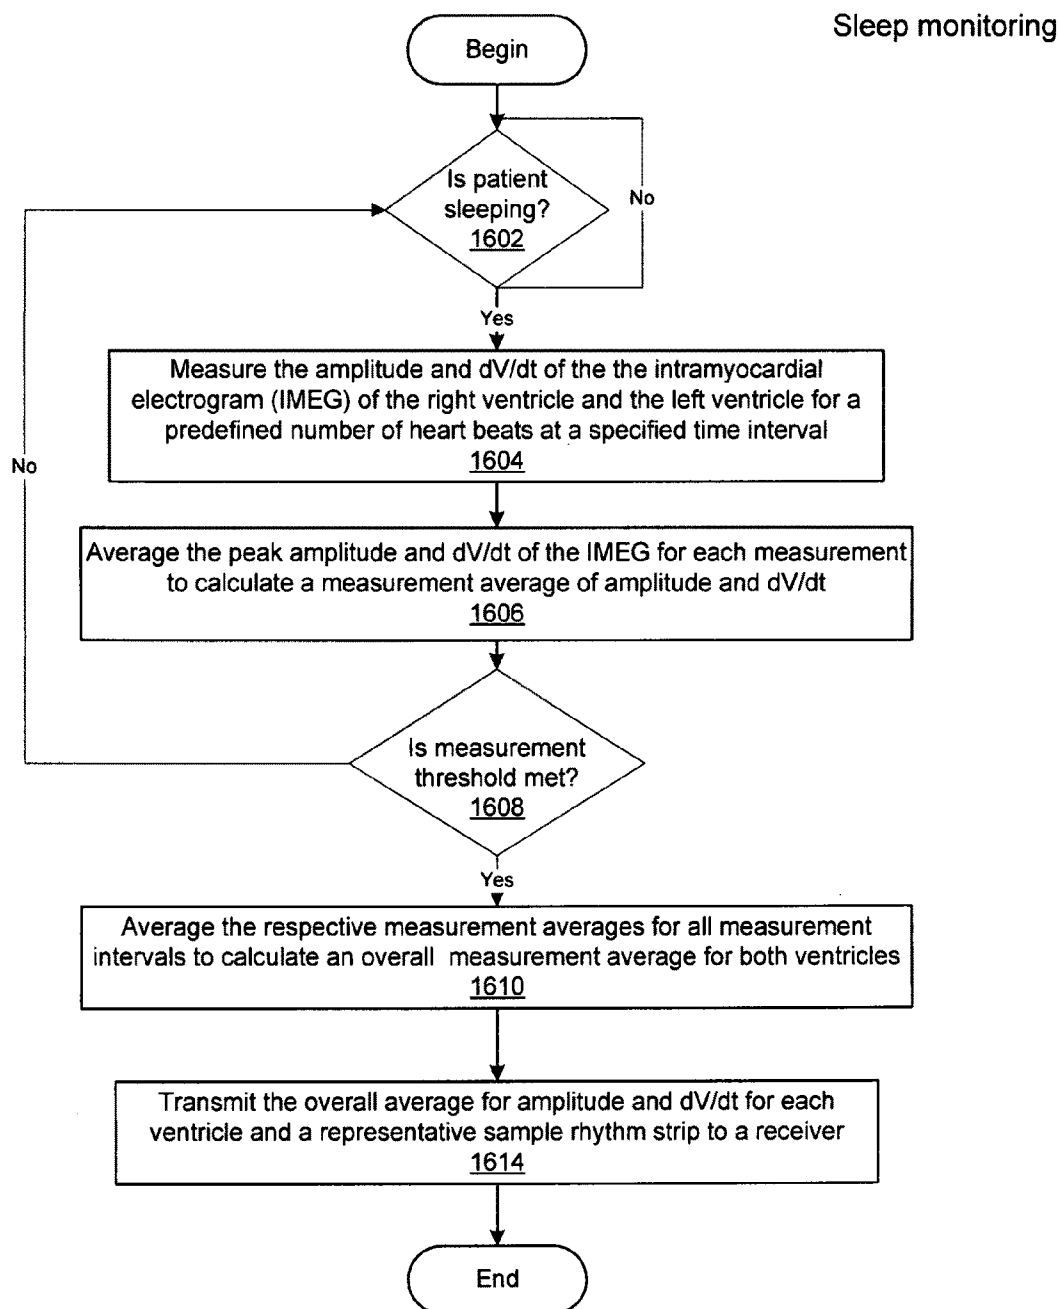 Sleep monitoring
Begin
Is patient
sleeping?
1602
No
Yes
Measure the amplitude and dV/dt of the the intramyocardial
electrogram (IMEG) of the right ventricle and the left ventricle for a
predefined number of heart beats at a specified time interval
1604
No
Average the peak amplitude and dV/dt of the IMEG for each measurement
to calculate a measurement average of amplitude and dV/dt
1606
Is measurement
threshold met?
1608
Yes
Average the respective measurement averages for all measurement
intervals to calculate an overall measurement average for both ventricles
1610
Transmit the overall average for amplitude and dV/dt for each
ventricle and a representative sample rhythm strip to a receiver
1614
End